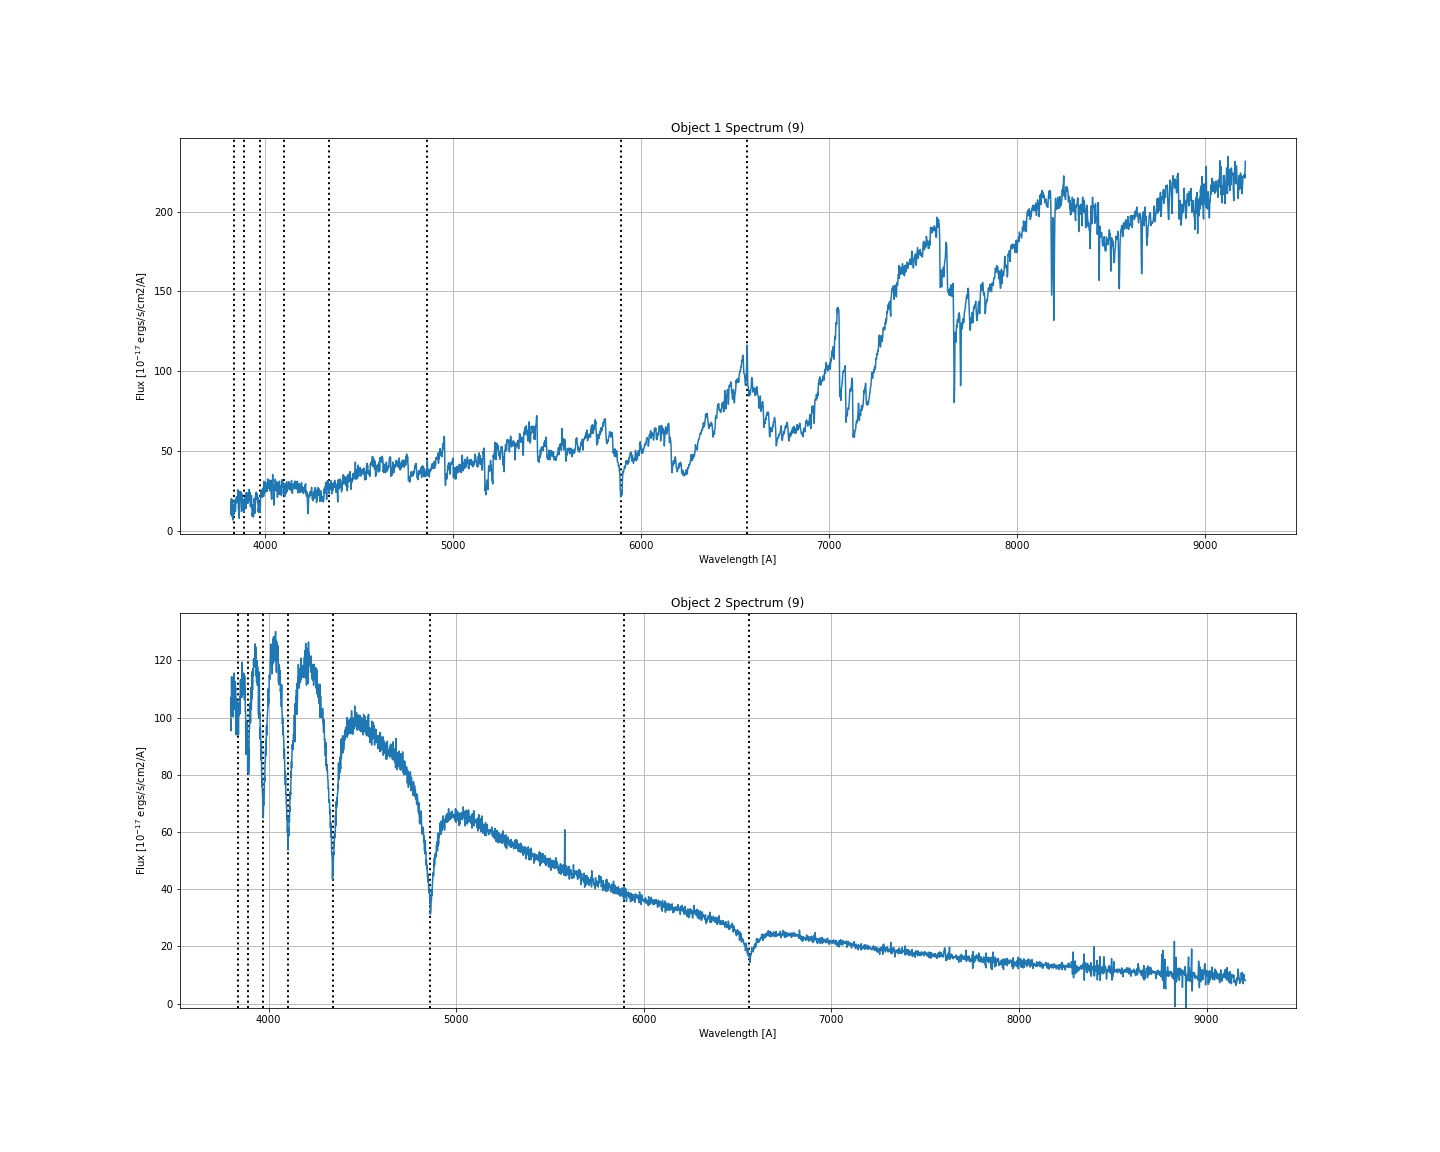 Object 1 Spectrum (9)
200
150
100
50
0
Flux [10⁻¹⁷ ergs/s/cm2/A]
4000 5000 6000 7000 8000 9000
Wavelength [A]
Object 2 Spectrum (9)
120
100
80
60
40
20
0
Flux [10⁻¹⁷ ergs/s/cm2/A]
4000 5000 6000 7000 8000 9000
Wavelength [A]